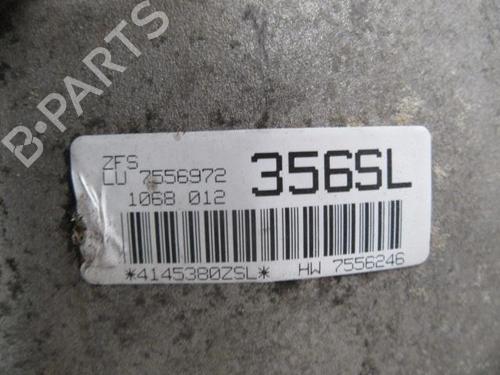 B-PARTS
ZFS
LU 7556972
1068 012
356SL
*4145380ZSL*
HW 7556246